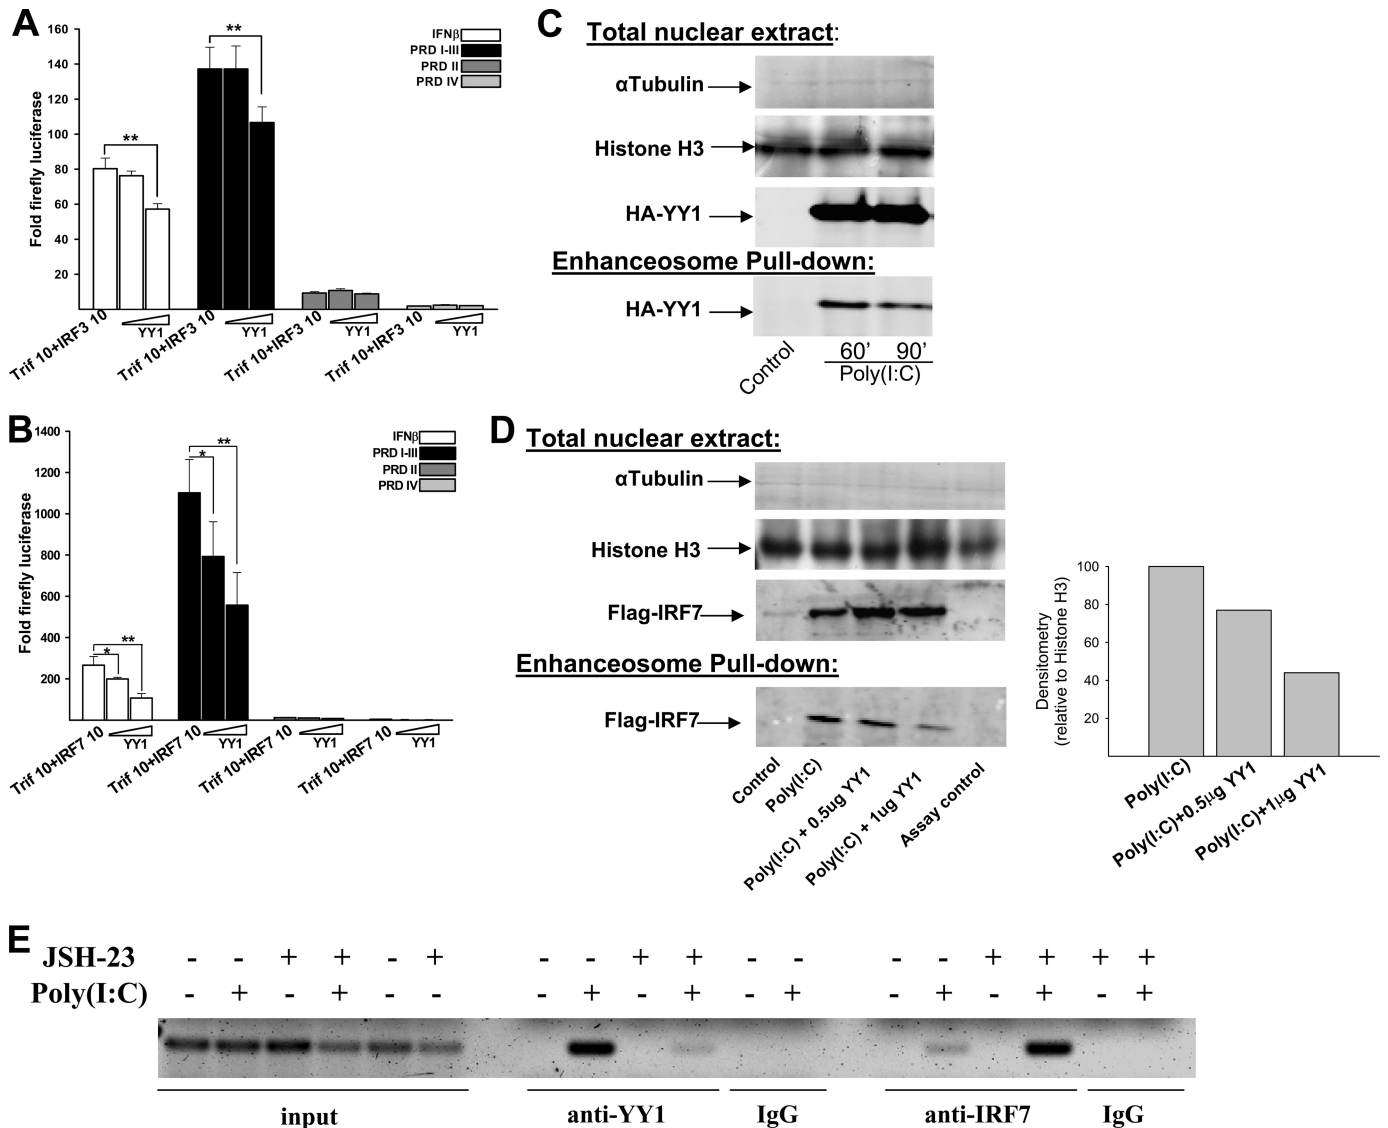 A
160
140
120
100
80
60
40
20
Fold firefly luciferase
IFNβ
PRD I-III
PRD II
PRD IV
**
**
Trif 10+IRF3 10
YY1
Trif 10+IRF3 10
YY1
Trif 10+IRF3 10
YY1
Trif 10+IRF3 10
YY1
B
1400
1200
1000
800
600
400
200
Fold firefly luciferase
IFNβ
PRD I-III
PRD II
PRD IV
**
*
**
*
Trif 10+IRF7 10
YY1
Trif 10+IRF7 10
YY1
Trif 10+IRF7 10
YY1
Trif 10+IRF7 10
YY1
C
Total nuclear extract:
αTubulin
Histone H3
HA-YY1
Enhanceosome Pull-down:
HA-YY1
Control
60’ 90’
Poly(I:C)
D
Total nuclear extract:
αTubulin
Histone H3
Flag-IRF7
Enhanceosome Pull-down:
Flag-IRF7
Control
Poly(I:C)
Poly(I:C) + 0.5ug YY1
Poly(I:C) + 1ug YY1
Assay control
Densitometry
(relative to Histone H3)
100
80
60
40
20
Poly(I:C)
Poly(I:C)+0.5µg YY1
Poly(I:C)+1µg YY1
E
JSH-23 - - + + - + - - + + - - - - + + + +
Poly(I:C) - + - + - - - + - + - + - + - + - +
input anti-YY1 IgG anti-IRF7 IgG